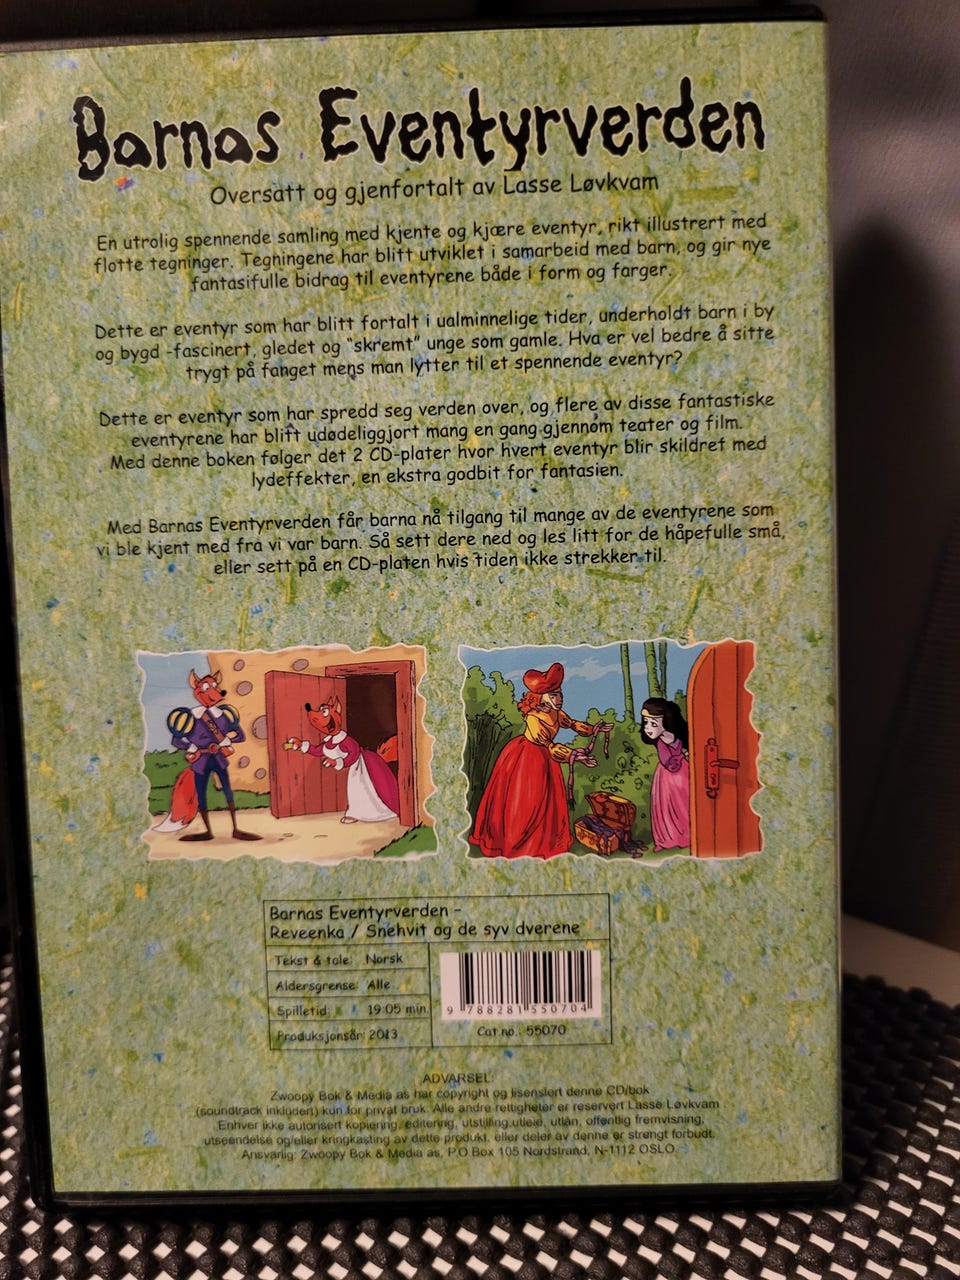 Barnas Eventyrverden
Oversatt og gjenfortalt av Lasse Løvkvam
En utrolig spennende samling med kjente og kjære eventyr, rikt illustrert med
flotte tegninger. Tegningene har blitt utviklet i samarbeid med barn, og gir nye
fantasifulle bidrag til eventyrene både i form og farger.
Dette er eventyr som har blitt fortalt i ualminnelige tider, underholdt barn i by
og bygd -fascinert, gledet og "skremt" unge som gamle. Hva er vel bedre å sitte
trygt på fanget mens man lytter til et spennende eventyr?
Dette er eventyr som har spredd seg verden over, og flere av disse fantastiske
eventyrene har blitt udødeliggjort mang en gang gjennom teater og film.
Med denne boken følger det 2 CD-plater hvor hvert eventyr blir skildret med
lydeffekter, en ekstra godbit for fantasien.
Med Barnas Eventyrverden får barna nå tilgang til mange av de eventyrene som
vi ble kjent med fra vi var barn. Så sett dere ned og les litt for de håpefulle små,
eller sett på en CD-platen hvis tiden ikke strekker til.
Barnas Eventyrverden -
Reveenka / Snehvit og de syv dverene
Tekst & tale: Norsk
Aldersgrense: Alle
Spilletid: 19:05 min.
Produksjonsår: 2013
9 788281 550704
Cat.no.: 55070
ADVARSEL:
Zwoopy Bok & Media as har copyright og lisensiert denne CD/bok
(soundtrack inkludert) kun for privat bruk. Alle andre rettigheter er reservert Lasse Løvkvam
Enhver ikke autorisert kopiering, editering, utstilling, utleie, utlån, offentlig fremvisning,
utseendelse og/eller kringkasting av dette produkt, eller deler av denne er strengt forbudt.
Ansvarlig: Zwoopy Bok & Media as, P.O Box 105 Nordstrand, N-1112 OSLO.